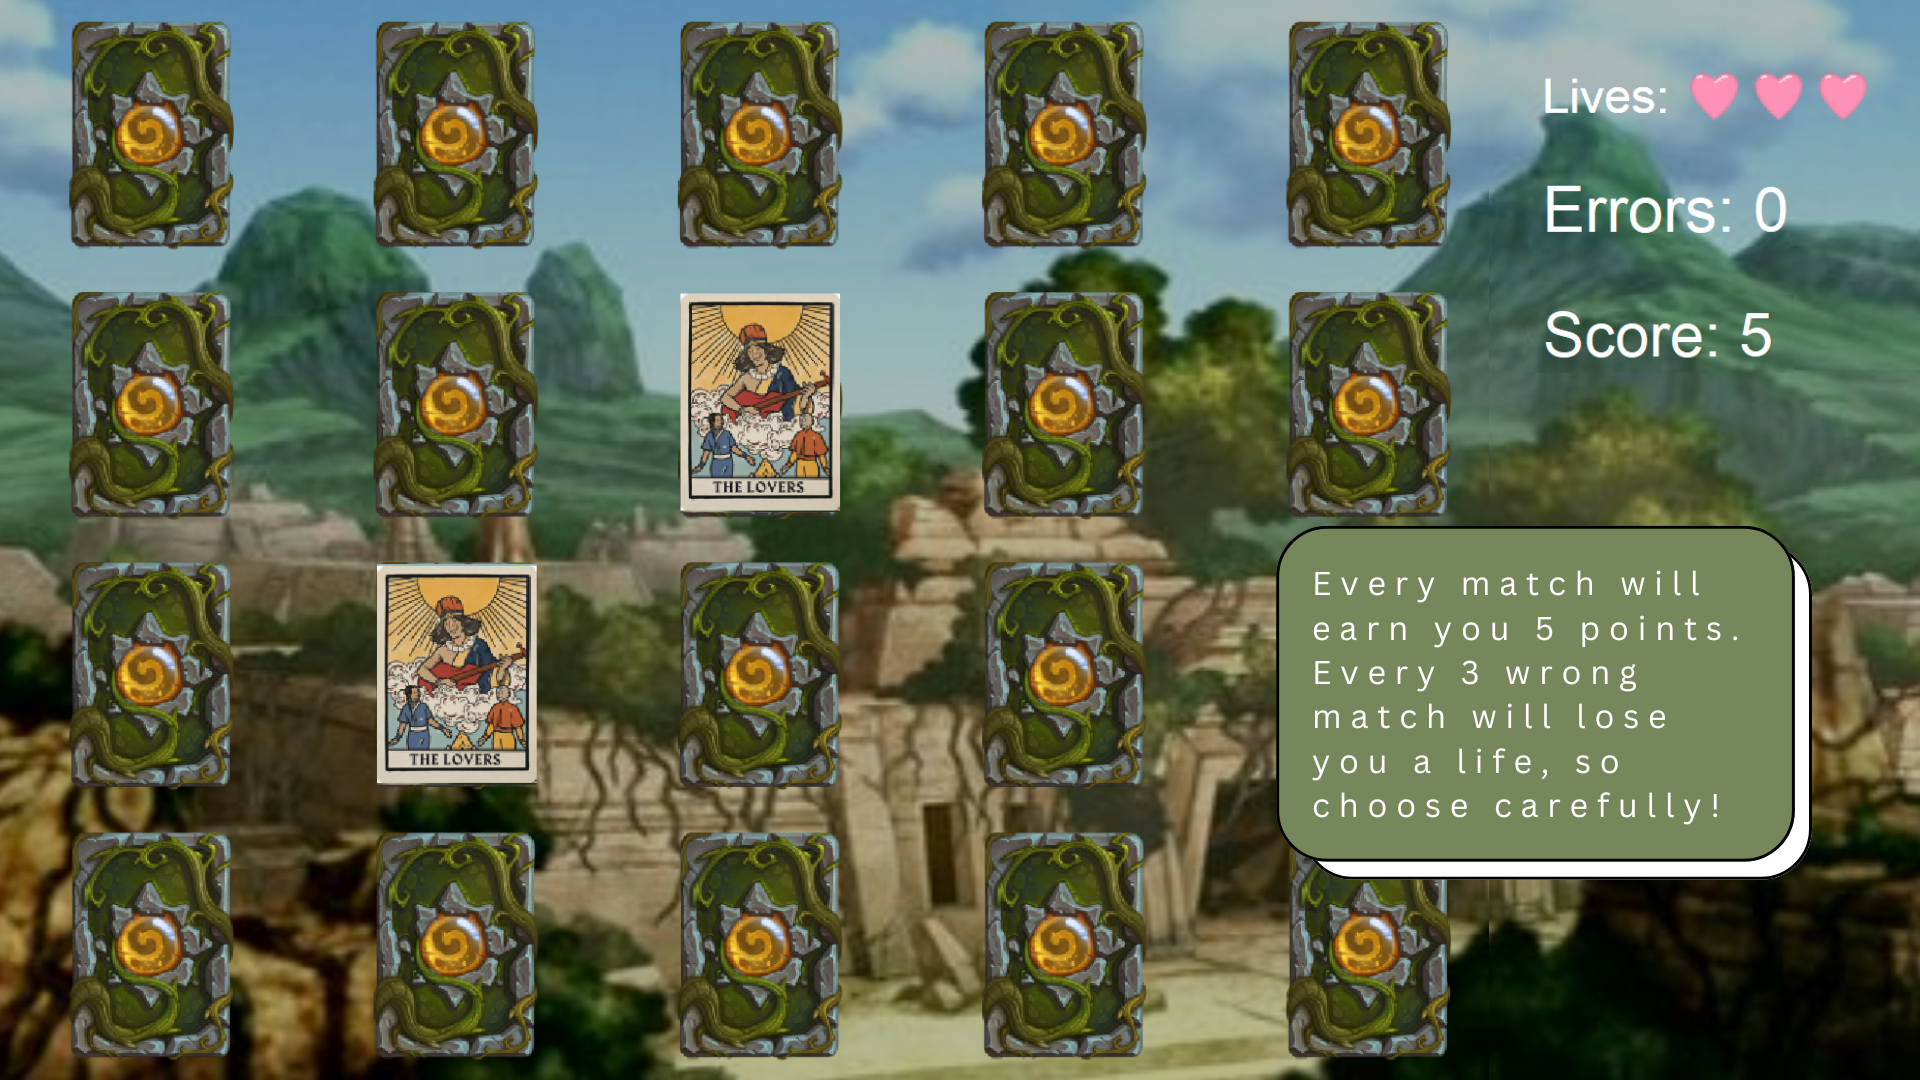 Lives: 🩷 🩷 🩷
Errors: 0
Score: 5
THE LOVERS
THE LOVERS
Every match will
earn you 5 points.
Every 3 wrong
match will lose
you a life, so
choose carefully!